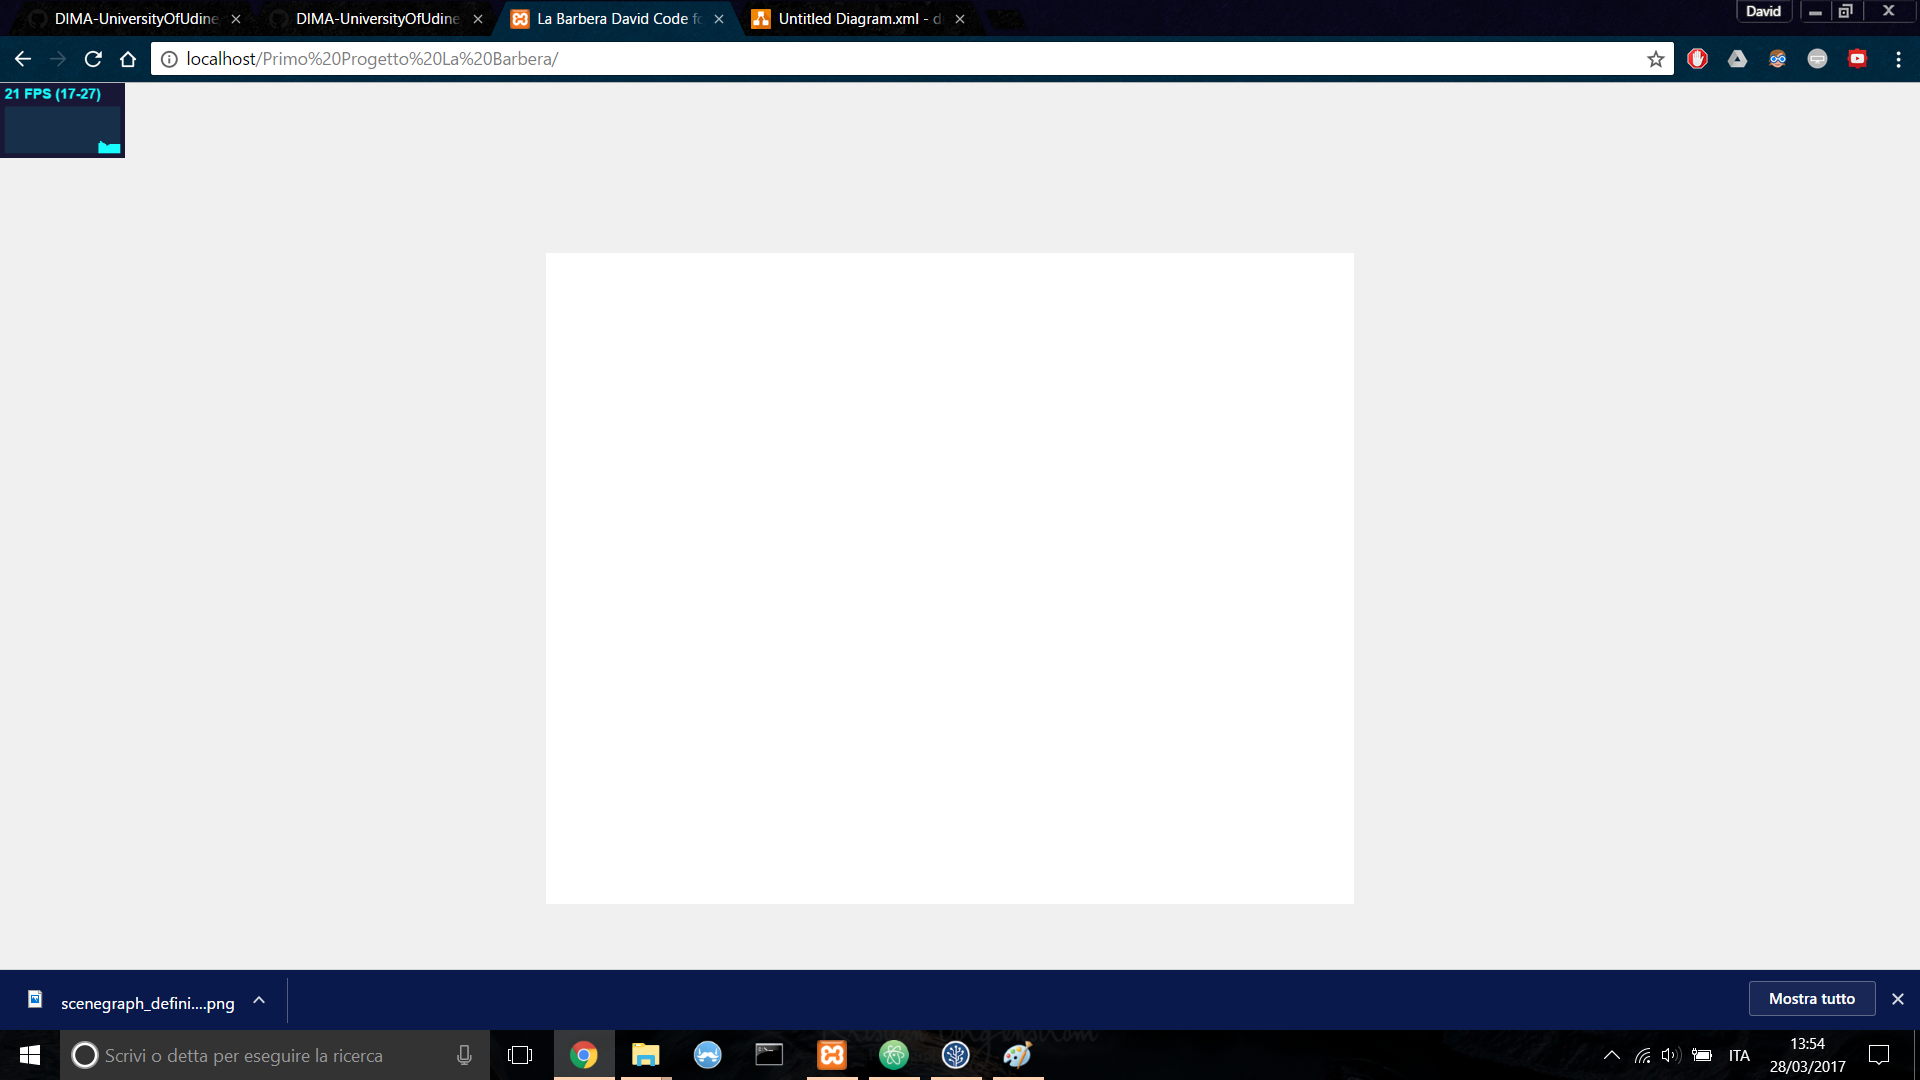 DIMA-UniversityOfUdine
DIMA-UniversityOfUdine
La Barbera David Code fo
Untitled Diagram.xml - d
David
localhost/Primo%20Progetto%20La%20Barbera/
21 FPS (17-27)
scenegraph_defini....png
Mostra tutto
Scrivi o detta per eseguire la ricerca
ITA
13:54
28/03/2017